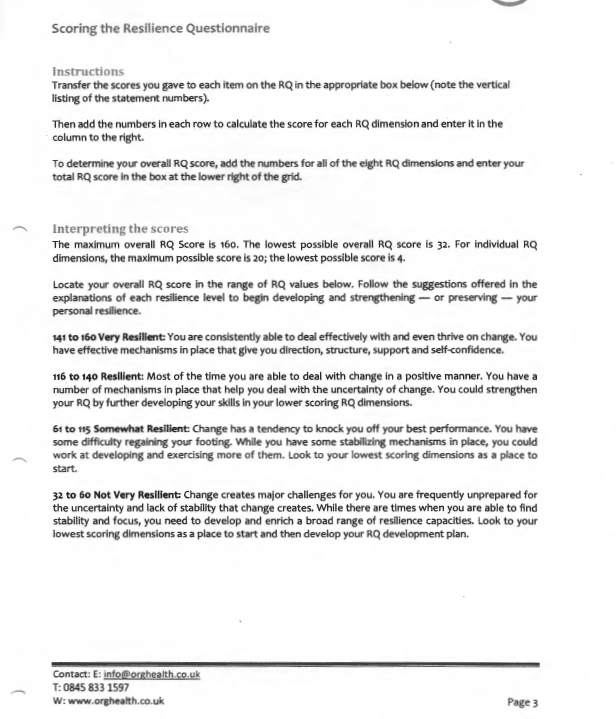 Scoring the Resilience Questionnaire
Instructions
Transfer the scores you gave to each item on the RQ in the appropriate box below (note the vertical
listing of the statement numbers).
Then add the numbers in each row to calculate the score for each RQ dimension and enter it in the
column to the right.
To determine your overall RQ score, add the numbers for all of the eight RQ dimensions and enter your
total RQ score in the box at the lower right of the grid.
Interpreting the scores
The maximum overall RQ Score is 160. The lowest possible overall RQ score is 32. For individual RQ
dimensions, the maximum possible score is 20; the lowest possible score is 4.
Locate your overall RQ score in the range of RQ values below. Follow the suggestions offered in the
explanations of each resilience level to begin developing and strengthening — or preserving — your
personal resilience.
141 to 160 Very Resilient: You are consistently able to deal effectively with and even thrive on change. You
have effective mechanisms in place that give you direction, structure, support and self-confidence.
116 to 140 Resilient: Most of the time you are able to deal with change in a positive manner. You have a
number of mechanisms in place that help you deal with the uncertainty of change. You could strengthen
your RQ by further developing your skills in your lower scoring RQ dimensions.
61 to 115 Somewhat Resilient: Change has a tendency to knock you off your best performance. You have
some difficulty regaining your footing. While you have some stabilizing mechanisms in place, you could
work at developing and exercising more of them. Look to your lowest scoring dimensions as a place to
start.
32 to 60 Not Very Resilient: Change creates major challenges for you. You are frequently unprepared for
the uncertainty and lack of stability that change creates. While there are times when you are able to find
stability and focus, you need to develop and enrich a broad range of resilience capacities. Look to your
lowest scoring dimensions as a place to start and then develop your RQ development plan.
Contact: E: info@orghealth.co.uk
T: 0845 833 1597
W: www.orghealth.co.uk
Page 3